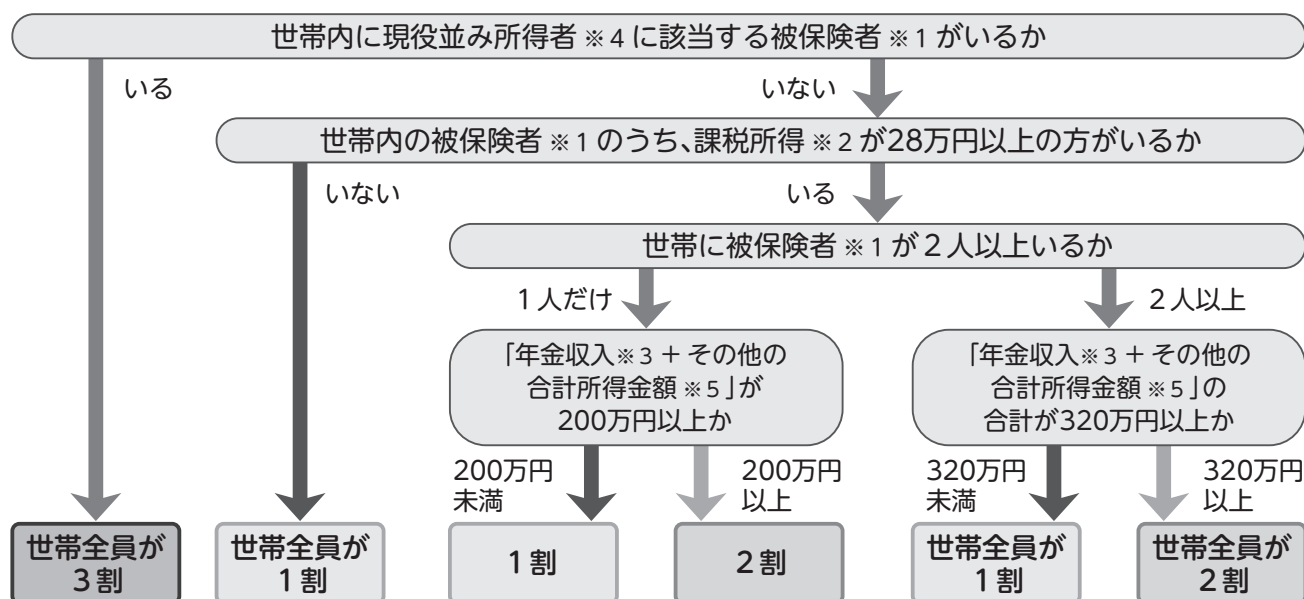 世帯内に現役並み所得者※4に該当する被保険者※1がいるか
いる
いない
世帯内の被保険者※1のうち、課税所得※2が28万円以上の方がいるか
いない
いる
世帯に被保険者※1が2人以上いるか
1人だけ
2人以上
「年金収入※3+その他の
合計所得金額※5」が
200万円以上か
「年金収入※3+その他の
合計所得金額※5」の
合計が320万円以上か
200万円
未満
200万円
以上
320万円
未満
320万円
以上
世帯全員が
3割
世帯全員が
1割
1割
2割
世帯全員が
1割
世帯全員が
2割